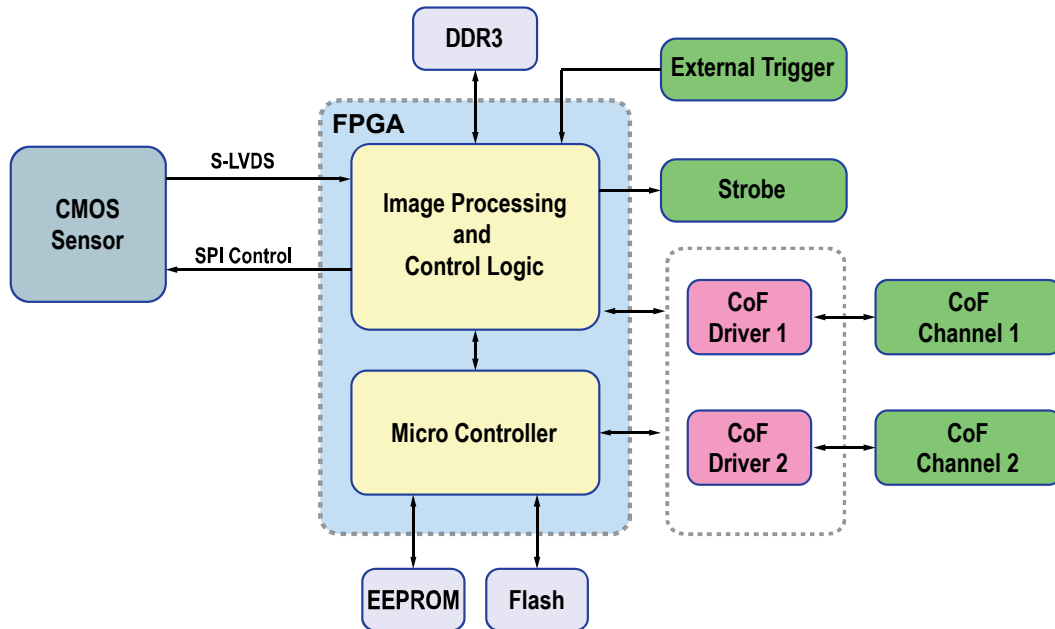 DDR3
External Trigger
FPGA
S-LVDS
CMOS
Sensor
SPI Control
Image Processing
and
Control Logic
Strobe
CoF
Driver 1
CoF
Channel 1
Micro Controller
CoF
Driver 2
CoF
Channel 2
EEPROM
Flash